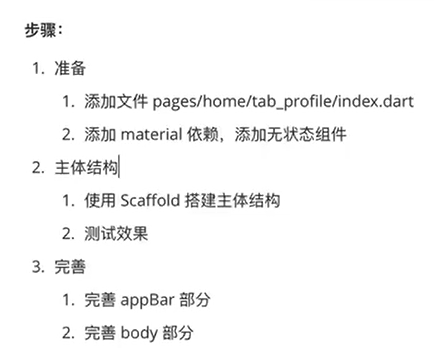 步骤：
1. 准备
1. 添加文件 pages/home/tab_profile/index.dart
2. 添加 material 依赖，添加无状态组件
2. 主体结构
1. 使用 Scaffold 搭建主体结构
2. 测试效果
3. 完善
1. 完善 appBar 部分
2. 完善 body 部分